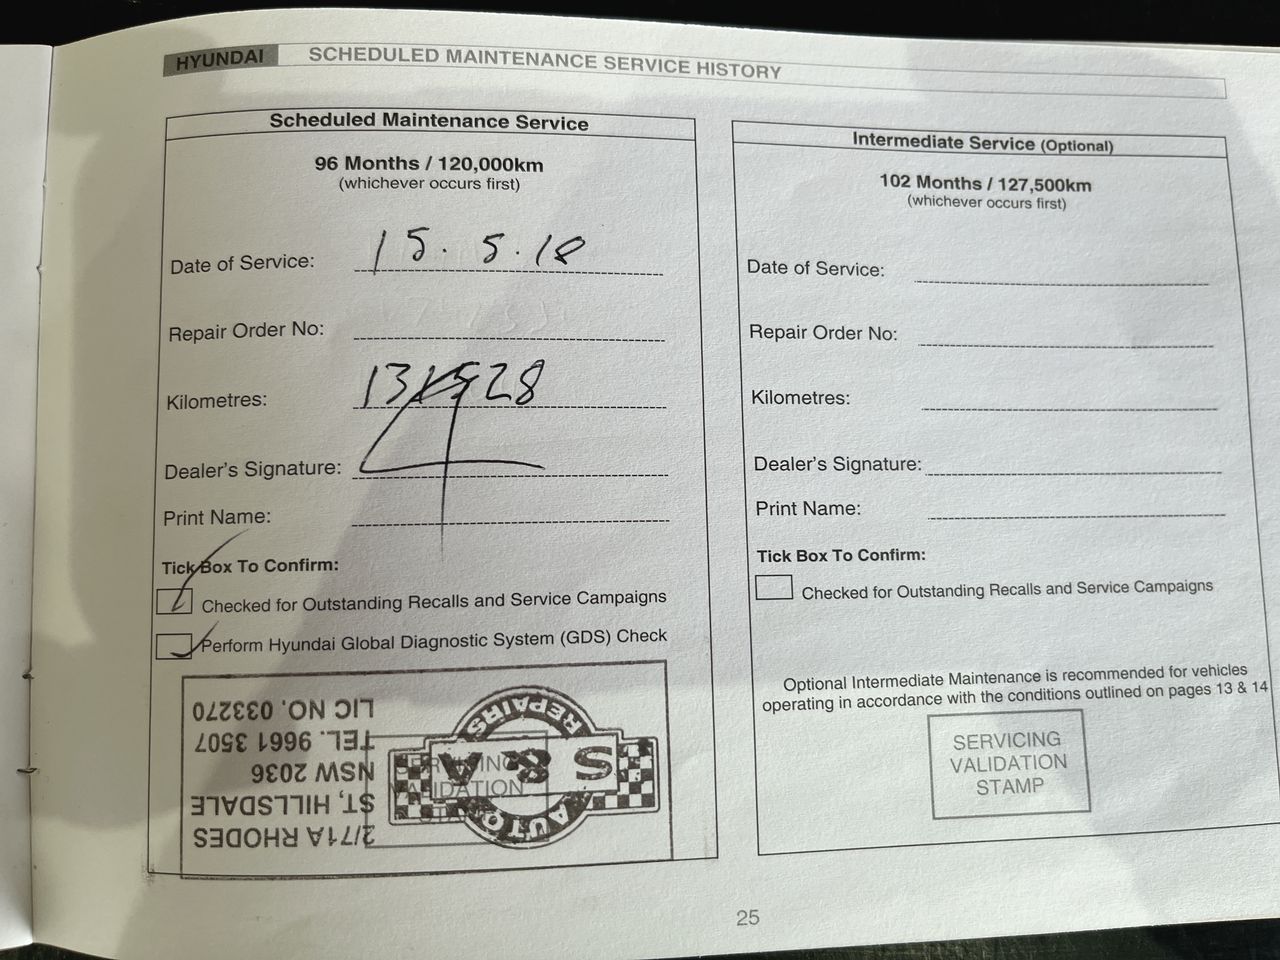 HYUNDAI SCHEDULED MAINTENANCE SERVICE HISTORY
Scheduled Maintenance Service
96 Months / 120,000km
(whichever occurs first)
Date of Service: 15.5.18
Repair Order No:
Kilometres: 131528
Dealer's Signature:
Print Name:
Tick Box To Confirm:
Checked for Outstanding Recalls and Service Campaigns
Perform Hyundai Global Diagnostic System (GDS) Check
SERVICING
VALIDATION
STAMP
S & A
AUTO
REPAIRS
2/71A RHODES
ST, HILLSDALE
NSW 2036
TEL. 9661 3507
LIC NO. 033270
Intermediate Service (Optional)
102 Months / 127,500km
(whichever occurs first)
Date of Service:
Repair Order No:
Kilometres:
Dealer's Signature:
Print Name:
Tick Box To Confirm:
Checked for Outstanding Recalls and Service Campaigns
Optional Intermediate Maintenance is recommended for vehicles
operating in accordance with the conditions outlined on pages 13 & 14
SERVICING
VALIDATION
STAMP
25